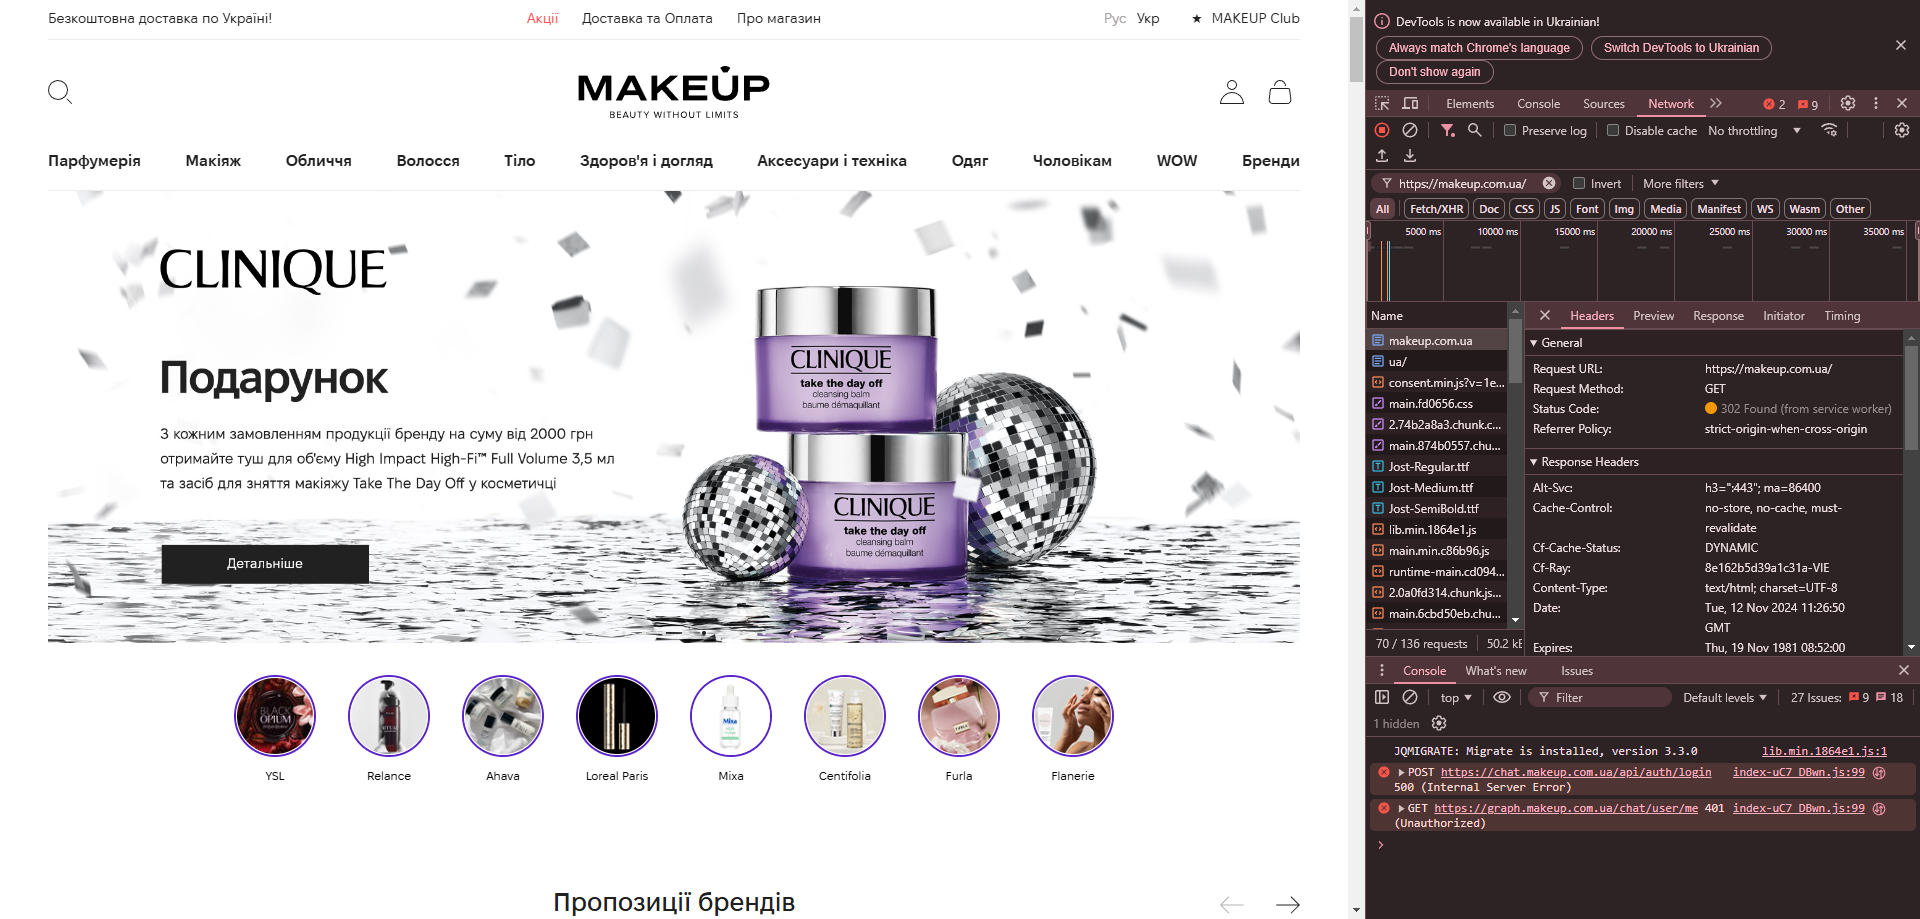 Безкоштовна доставка по Україні!
Акції Доставка та Оплата Про магазин
Рус Укр ★ MAKEUP Club
MAKEUP
BEAUTY WITHOUT LIMITS
Парфумерія Макіяж Обличчя Волосся Тіло Здоров'я і догляд Аксесуари і техніка Одяг Чоловікам WOW Бренди
CLINIQUE
Подарунок
З кожним замовленням продукції бренду на суму від 2000 грн
отримайте туш для об'єму High Impact High-Fi™ Full Volume 3,5 мл
та засіб для зняття макіяжу Take The Day Off у косметичці
Детальніше
CLINIQUE
take the day off
cleansing balm
baume démaquillant
CLINIQUE
take the day off
cleansing balm
baume démaquillant
BLACK
OPIUM
Mixa
FURLA
YSL Relance Ahava Loreal Paris Mixa Centifolia Furla Flanerie
Пропозиції брендів
DevTools is now available in Ukrainian!
Always match Chrome's language Switch DevTools to Ukrainian
Don't show again
Elements Console Sources Network 2 9
Preserve log Disable cache No throttling
https://makeup.com.ua/ Invert More filters
All Fetch/XHR Doc CSS JS Font Img Media Manifest WS Wasm Other
5000 ms 10000 ms 15000 ms 20000 ms 25000 ms 30000 ms 35000 ms
Name
makeup.com.ua
ua/
consent.min.js?v=1e...
main.fd0656.css
2.74b2a8a3.chunk.c...
main.874b0557.chu...
Jost-Regular.ttf
Jost-Medium.ttf
Jost-SemiBold.ttf
lib.min.1864e1.js
main.min.c86b96.js
runtime-main.cd094...
2.0a0fd314.chunk.js...
main.6cbd50eb.chu...
70 / 136 requests 50.2 kE
Headers Preview Response Initiator Timing
General
Request URL: https://makeup.com.ua/
Request Method: GET
Status Code: 302 Found (from service worker)
Referrer Policy: strict-origin-when-cross-origin
Response Headers
Alt-Svc: h3=":443"; ma=86400
Cache-Control: no-store, no-cache, must-
revalidate
Cf-Cache-Status: DYNAMIC
Cf-Ray: 8e162b5d39a1c31a-VIE
Content-Type: text/html; charset=UTF-8
Date: Tue, 12 Nov 2024 11:26:50
GMT
Expires: Thu, 19 Nov 1981 08:52:00
Console What's new Issues
top Filter Default levels 27 Issues: 9 18
1 hidden
JQMIGRATE: Migrate is installed, version 3.3.0 lib.min.1864e1.js:1
POST https://chat.makeup.com.ua/api/auth/login index-uC7_DBwn.js:99
500 (Internal Server Error)
GET https://graph.makeup.com.ua/chat/user/me 401 index-uC7_DBwn.js:99
(Unauthorized)